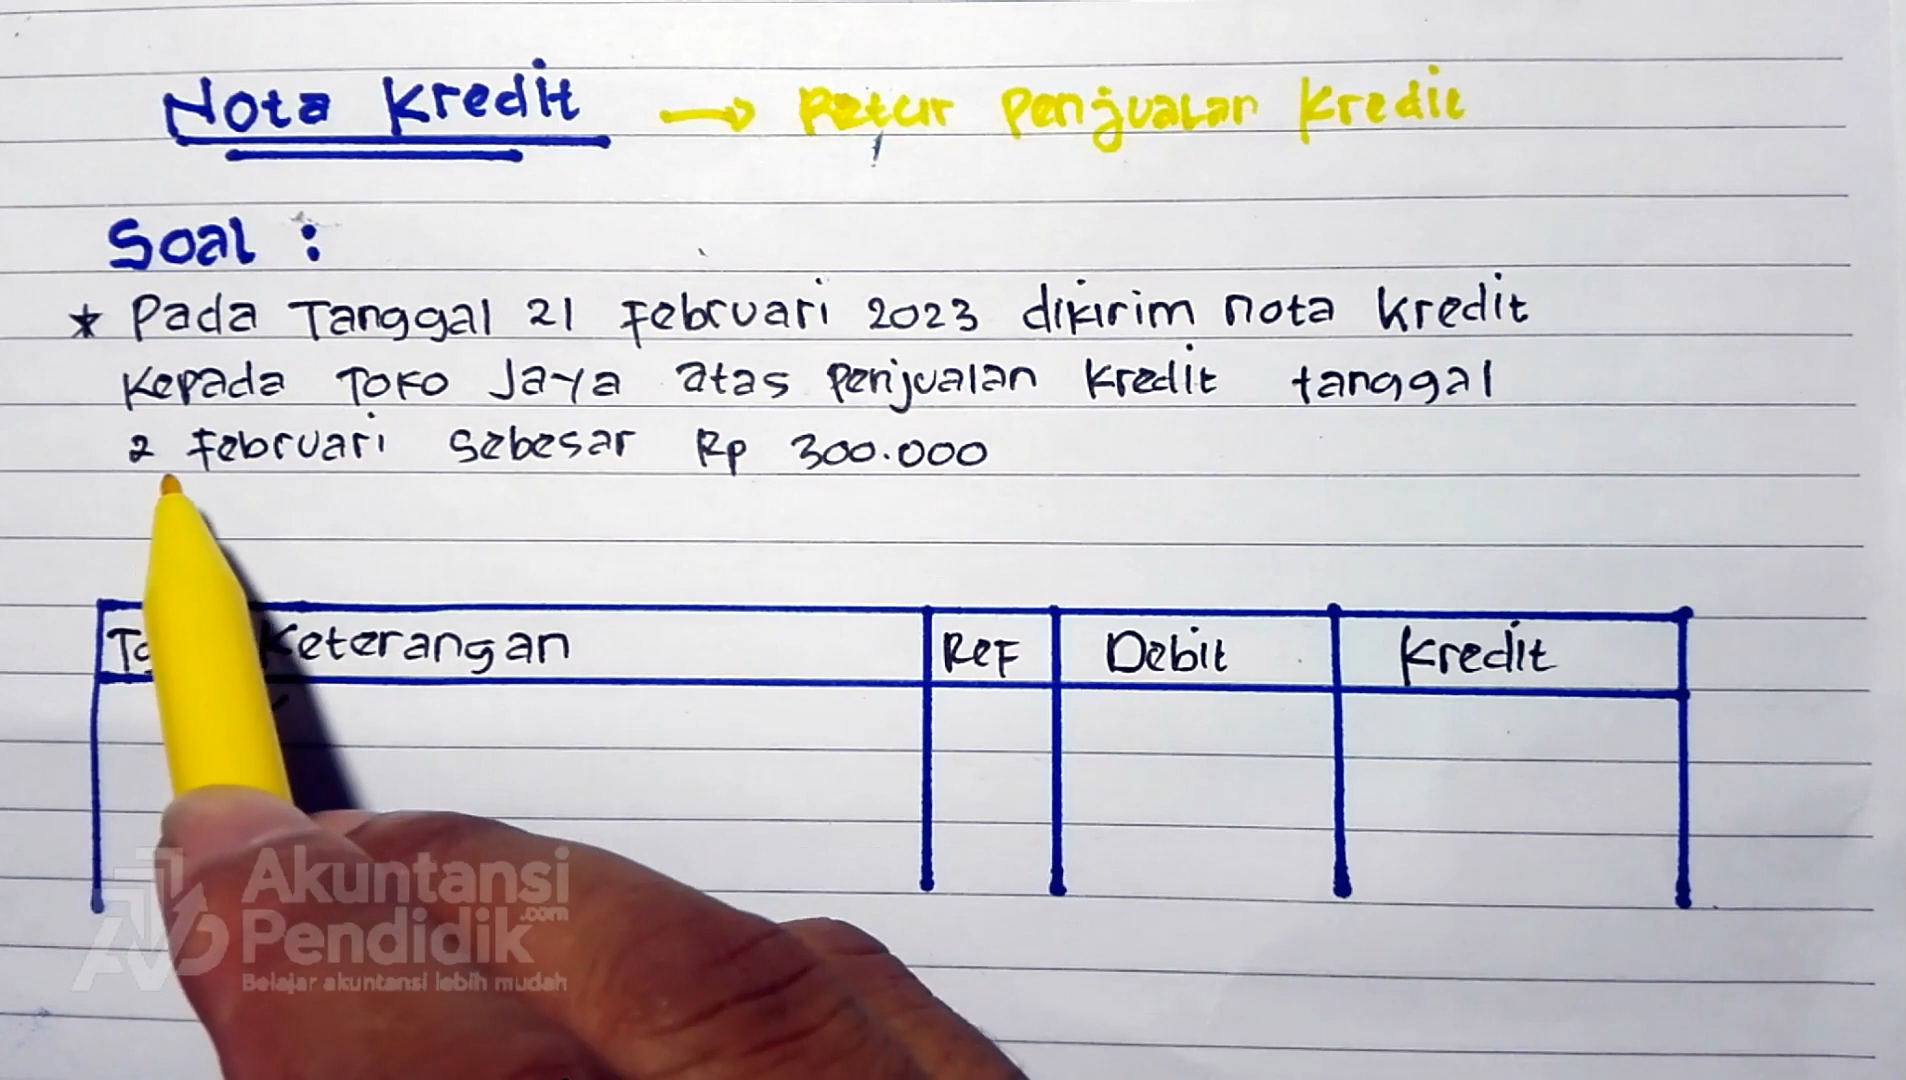 Nota Kredit → Retur Penjualan Kredit
Soal :
* Pada Tanggal 21 Februari 2023 dikirim nota kredit
kepada Toko Jaya atas penjualan kredit tanggal
2 Februari sebesar Rp 300.000
Keterangan Ref Debit Kredit
Akuntansi
Pendidik.com
Belajar akuntansi lebih mudah